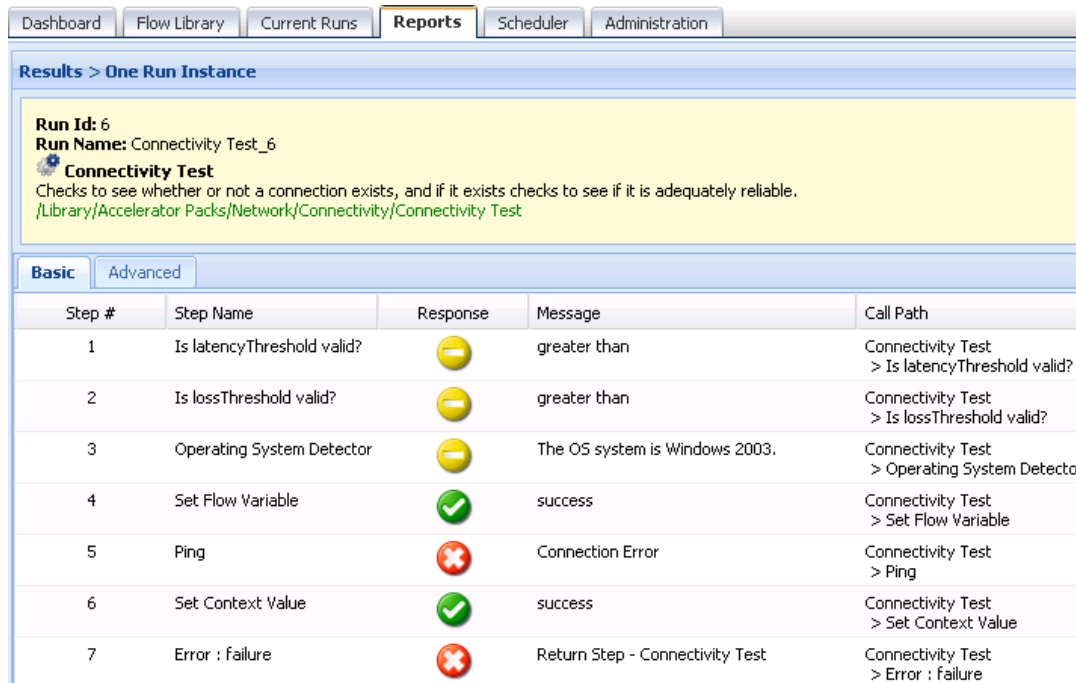 Dashboard Flow Library Current Runs Reports Scheduler Administration
Results > One Run Instance
Run Id: 6
Run Name: Connectivity Test_6
Connectivity Test
Checks to see whether or not a connection exists, and if it exists checks to see if it is adequately reliable.
/Library/Accelerator Packs/Network/Connectivity/Connectivity Test
Basic Advanced
Step # Step Name Response Message Call Path
1 Is latencyThreshold valid? greater than Connectivity Test
> Is latencyThreshold valid?
2 Is lossThreshold valid? greater than Connectivity Test
> Is lossThreshold valid?
3 Operating System Detector The OS system is Windows 2003. Connectivity Test
> Operating System Detecto
4 Set Flow Variable success Connectivity Test
> Set Flow Variable
5 Ping Connection Error Connectivity Test
> Ping
6 Set Context Value success Connectivity Test
> Set Context Value
7 Error : failure Return Step - Connectivity Test Connectivity Test
> Error : failure